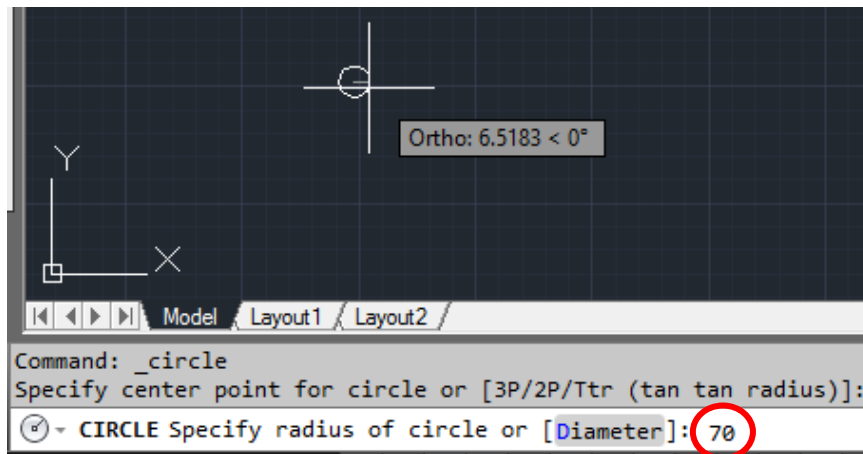 Ortho: 6.5183 < 0°
Y
X
Model Layout1 Layout2
Command: _circle
Specify center point for circle or [3P/2P/Ttr (tan tan radius)]:
CIRCLE Specify radius of circle or [Diameter]: 70